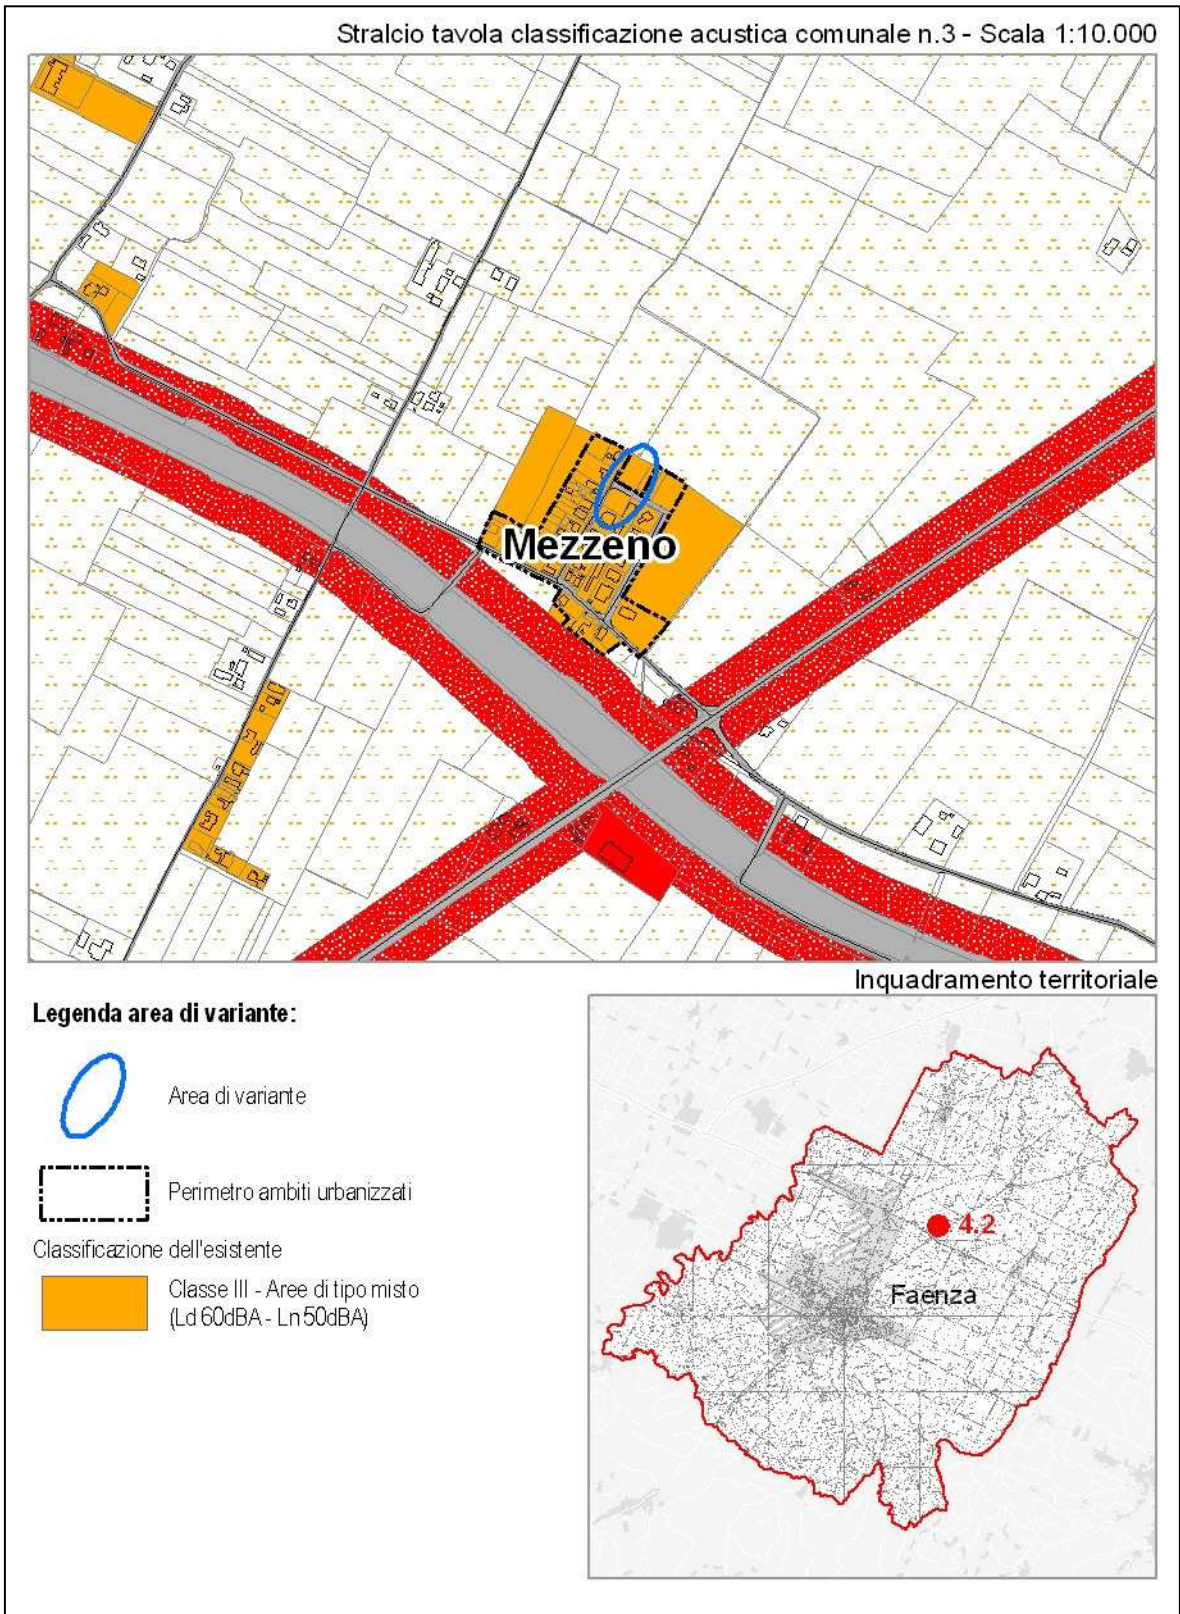 Stralcio tavola classificazione acustica comunale n.3 - Scala 1:10.000
Mezzeno
Inquadramento territoriale
Legenda area di variante:
Area di variante
Perimetro ambiti urbanizzati
Classificazione dell'esistente
Classe III - Aree di tipo misto
(Ld 60dBA - Ln 50dBA)
4.2
Faenza